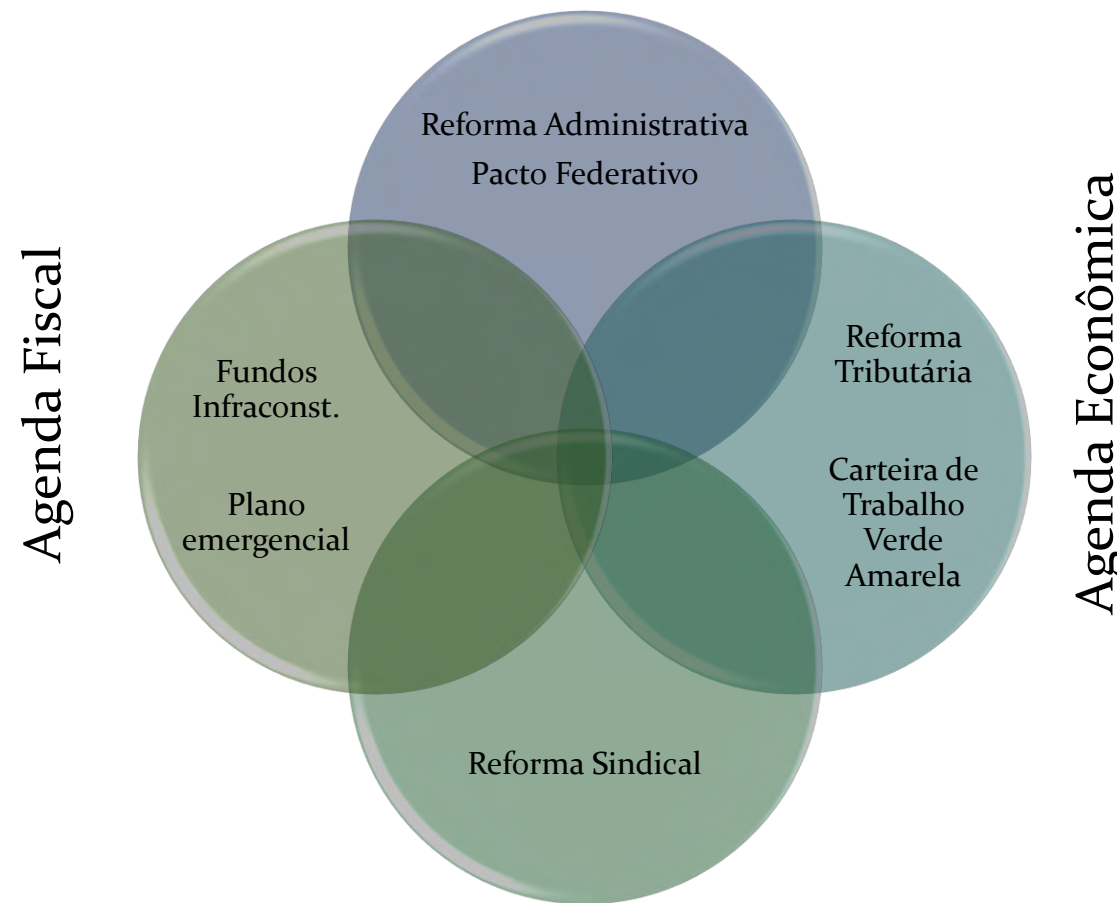 Agenda Fiscal
Reforma Administrativa
Pacto Federativo
Fundos
Infraconst.
Plano
emergencial
Reforma
Tributária
Carteira de
Trabalho
Verde
Amarela
Reforma Sindical
Agenda Econômica